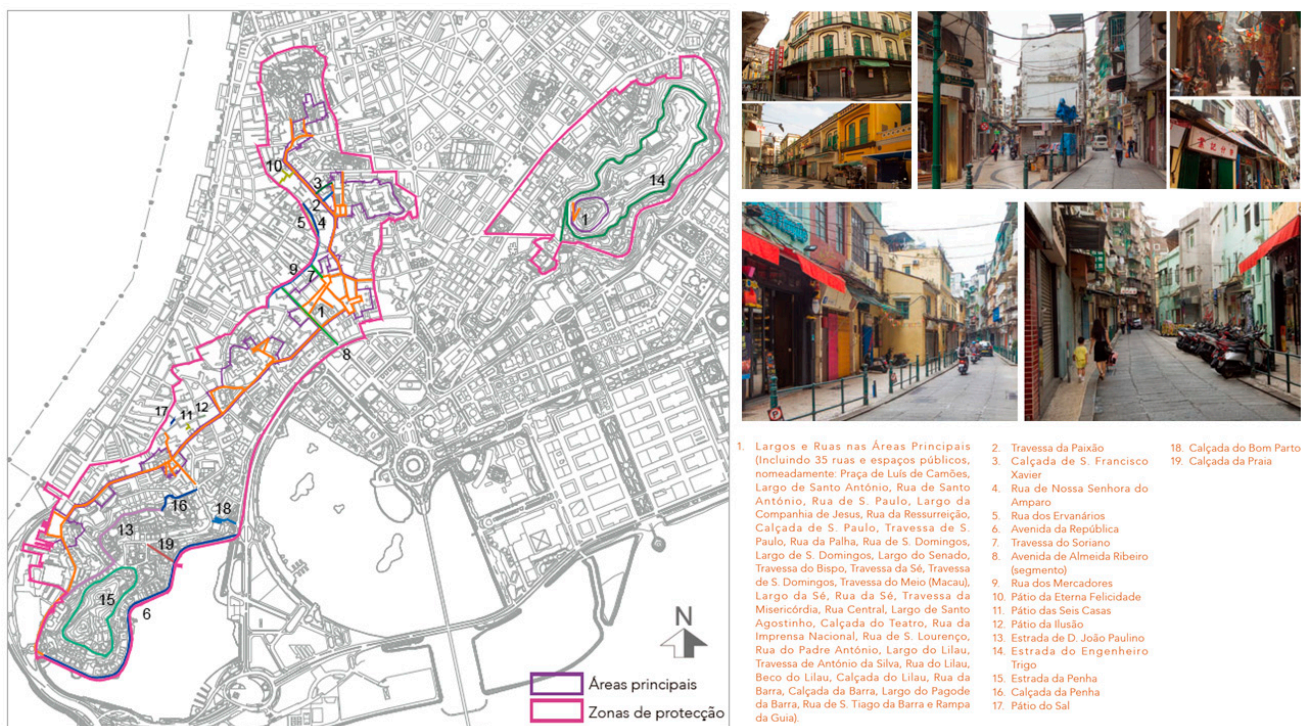 10
3
2
5
4
9
7
1
8
14
1
17
11
12
16
18
13
19
15
6
N
Áreas principais
Zonas de protecção
1. Largos e Ruas nas Áreas Principais
(Incluindo 35 ruas e espaços públicos,
nomeadamente: Praça de Luís de Camões,
Largo de Santo António, Rua de Santo
António, Rua de S. Paulo, Largo da
Companhia de Jesus, Rua da Ressurreição,
Calçada de S. Paulo, Travessa de S.
Paulo, Rua da Palha, Rua de S. Domingos,
Largo de S. Domingos, Largo do Senado,
Travessa do Bispo, Travessa da Sé, Travessa
de S. Domingos, Travessa do Meio (Macau),
Largo da Sé, Rua da Sé, Travessa da
Misericórdia, Rua Central, Largo de Santo
Agostinho, Calçada do Teatro, Rua da
Imprensa Nacional, Rua de S. Lourenço,
Rua do Padre António, Largo do Lilau,
Travessa de António da Silva, Rua do Lilau,
Beco do Lilau, Calçada do Lilau, Rua da
Barra, Calçada da Barra, Largo do Pagode
da Barra, Rua de S. Tiago da Barra e Rampa
da Guia).
2. Travessa da Paixão
3. Calçada de S. Francisco
Xavier
4. Rua de Nossa Senhora do
Amparo
5. Rua dos Ervanários
6. Avenida da República
7. Travessa do Soriano
8. Avenida de Almeida Ribeiro
(segmento)
9. Rua dos Mercadores
10. Pátio da Eterna Felicidade
11. Pátio das Seis Casas
12. Pátio da Ilusão
13. Estrada de D. João Paulino
14. Estrada do Engenheiro
Trigo
15. Estrada da Penha
16. Calçada da Penha
17. Pátio do Sal
18. Calçada do Bom Parto
19. Calçada da Praia